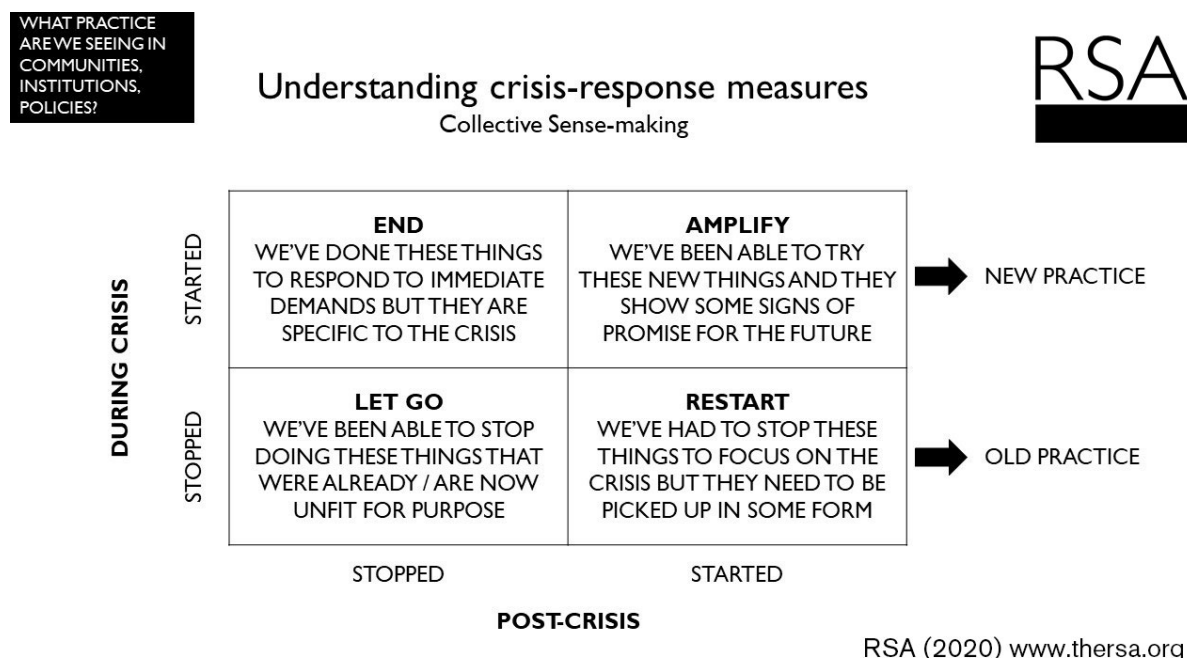 WHAT PRACTICE
ARE WE SEEING IN
COMMUNITIES,
INSTITUTIONS,
POLICIES?
Understanding crisis-response measures
Collective Sense-making
RSA
DURING CRISIS
STARTED
END
WE'VE DONE THESE THINGS
TO RESPOND TO IMMEDIATE
DEMANDS BUT THEY ARE
SPECIFIC TO THE CRISIS
AMPLIFY
WE'VE BEEN ABLE TO TRY
THESE NEW THINGS AND THEY
SHOW SOME SIGNS OF
PROMISE FOR THE FUTURE
NEW PRACTICE
STOPPED
LET GO
WE'VE BEEN ABLE TO STOP
DOING THESE THINGS THAT
WERE ALREADY / ARE NOW
UNFIT FOR PURPOSE
RESTART
WE'VE HAD TO STOP THESE
THINGS TO FOCUS ON THE
CRISIS BUT THEY NEED TO BE
PICKED UP IN SOME FORM
OLD PRACTICE
STOPPED
STARTED
POST-CRISIS
RSA (2020) www.thersa.org